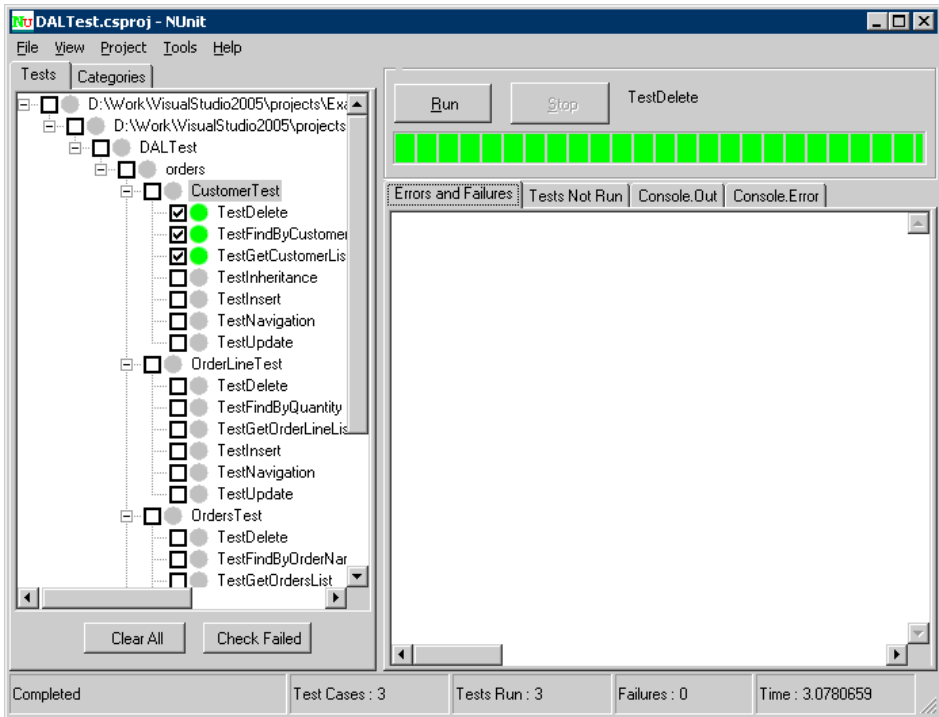 DALTest.csproj - NUnit
File View Project Tools Help
Tests Categories
D:\Work\VisualStudio2005\projects\Exa
D:\Work\VisualStudio2005\projects
DALTest
orders
CustomerTest
TestDelete
TestFindByCustomer
TestGetCustomerLis
TestInheritance
TestInsert
TestNavigation
TestUpdate
OrderLineTest
TestDelete
TestFindByQuantity
TestGetOrderLineLis
TestInsert
TestNavigation
TestUpdate
OrdersTest
TestDelete
TestFindByOrderNar
TestGetOrdersList
Clear All Check Failed
Run Stop TestDelete
Errors and Failures Tests Not Run Console.Out Console.Error
Completed Test Cases : 3 Tests Run : 3 Failures : 0 Time : 3.0780659